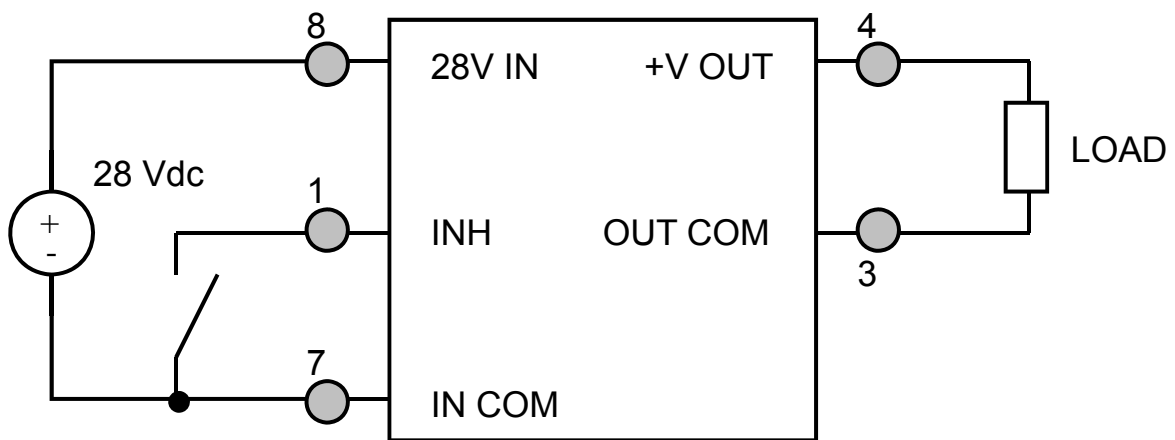 8
4
28V IN
+V OUT
28 Vdc
LOAD
1
+
-
INH
OUT COM
3
7
IN COM